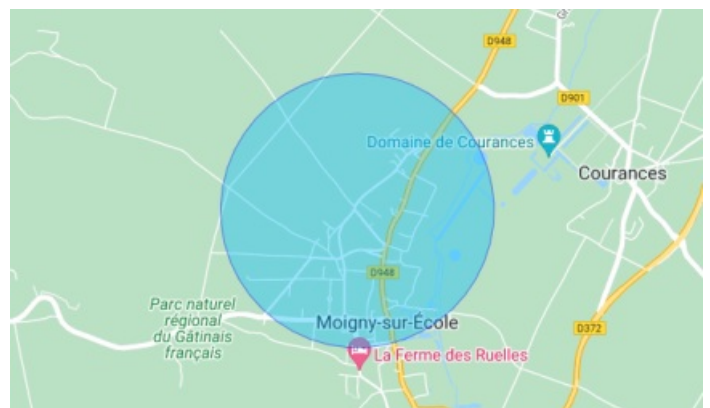 D948
D901
Domaine de Courances
Courances
D948
Parc naturel
régional
du Gâtinais
français
Moigny-sur-École
D372
La Ferme des Ruelles